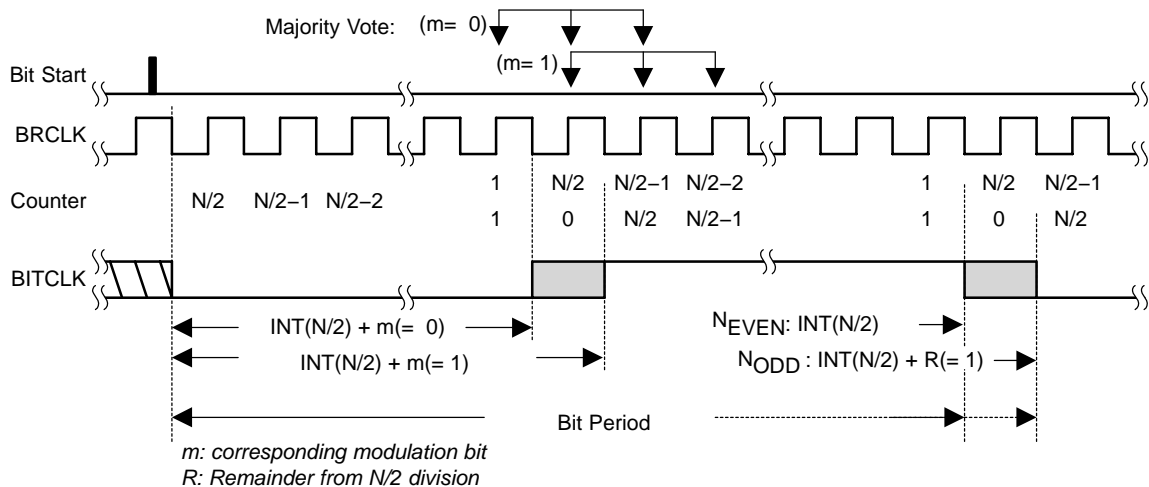 Majority Vote: (m= 0)
(m= 1)
Bit Start
BRCLK
Counter
N/2 N/2–1 N/2–2 1 N/2 N/2–1 N/2–2 1 N/2 N/2–1
1 0 N/2 N/2–1 1 0 N/2
BITCLK
INT(N/2) + m(= 0) NEVEN: INT(N/2)
INT(N/2) + m(= 1) NODD : INT(N/2) + R(= 1)
Bit Period
m: corresponding modulation bit
R: Remainder from N/2 division